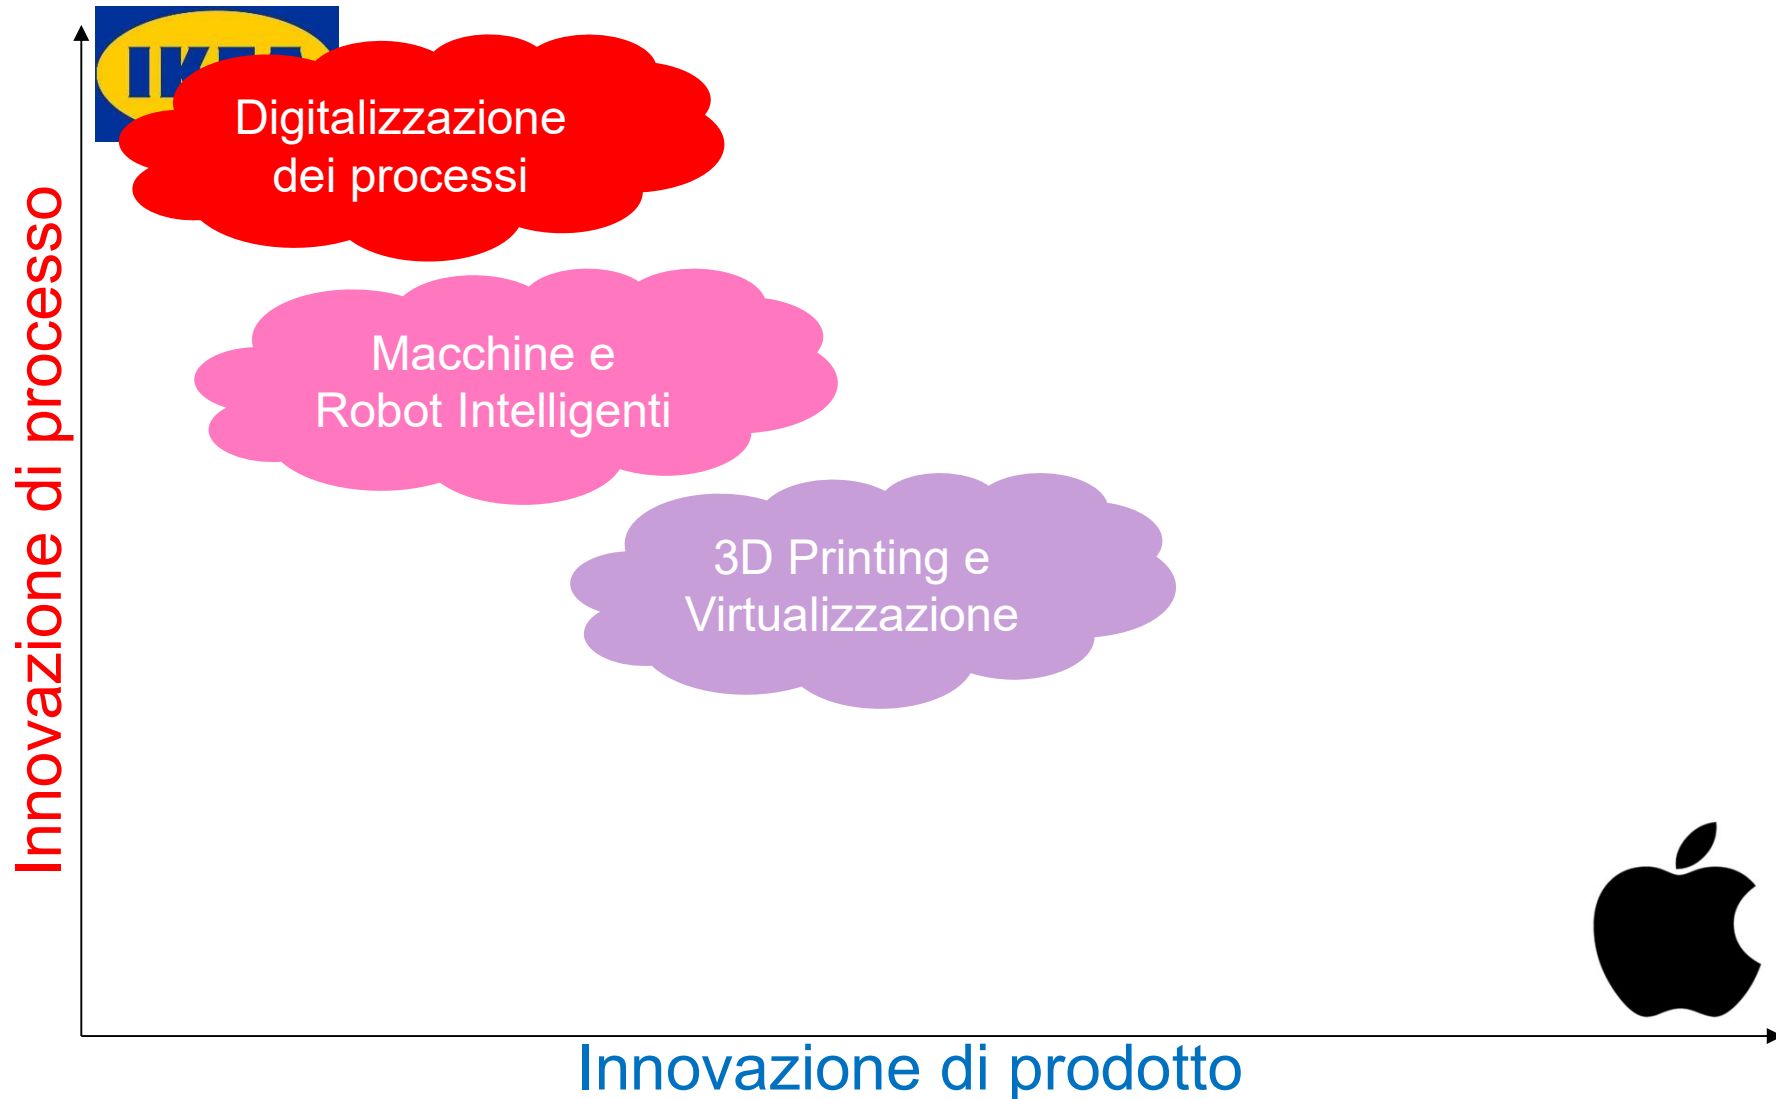 Digitalizzazione
dei processi
Macchine e
Robot Intelligenti
3D Printing e
Virtualizzazione
Innovazione di processo
Innovazione di prodotto